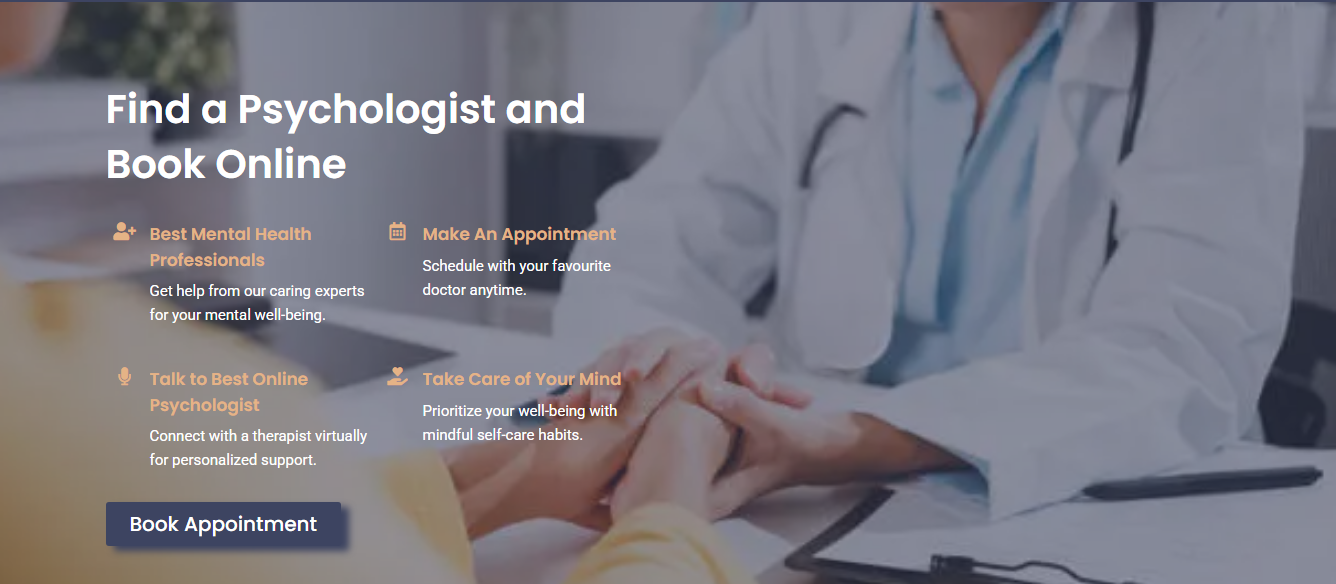 Find a Psychologist and
Book Online
Best Mental Health
Professionals
Get help from our caring experts
for your mental well-being.
Make An Appointment
Schedule with your favourite
doctor anytime.
Talk to Best Online
Psychologist
Connect with a therapist virtually
for personalized support.
Take Care of Your Mind
Prioritize your well-being with
mindful self-care habits.
Book Appointment